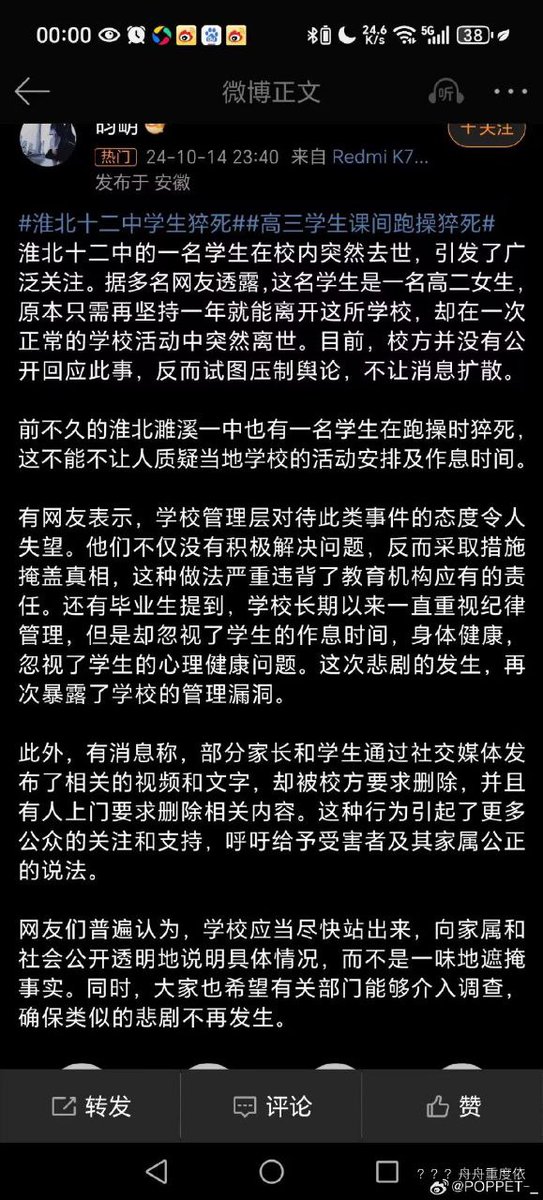 00:00
24.6 K/s
5G
38
微博正文
听
韵明
+关注
热门 24-10-14 23:40 来自 Redmi K7...
发布于 安徽
#淮北十二中学生猝死##高三学生课间跑操猝死#
淮北十二中的一名学生在校内突然去世，引发了广
泛关注。据多名网友透露,这名学生是一名高二女生，
原本只需再坚持一年就能离开这所学校，却在一次
正常的学校活动中突然离世。目前，校方并没有公
开回应此事，反而试图压制舆论，不让消息扩散。
前不久的淮北濉溪一中也有一名学生在跑操时猝死，
这不能不让人质疑当地学校的活动安排及作息时间。
有网友表示，学校管理层对待此类事件的态度令人
失望。他们不仅没有积极解决问题，反而采取措施
掩盖真相，这种做法严重违背了教育机构应有的责
任。还有毕业生提到，学校长期以来一直重视纪律
管理，但是却忽视了学生的作息时间，身体健康，
忽视了学生的心理健康问题。这次悲剧的发生，再
次暴露了学校的管理漏洞。
此外，有消息称，部分家长和学生通过社交媒体发
布了相关的视频和文字，却被校方要求删除，并且
有人上门要求删除相关内容。这种行为引起了更多
公众的关注和支持，呼吁给予受害者及其家属公正
的说法。
网友们普遍认为，学校应当尽快站出来，向家属和
社会公开透明地说明具体情况，而不是一味地遮掩
事实。同时，大家也希望有关部门能够介入调查，
确保类似的悲剧不再发生。
转发
评论
赞
？？？舟舟重度依
@POPPET-_